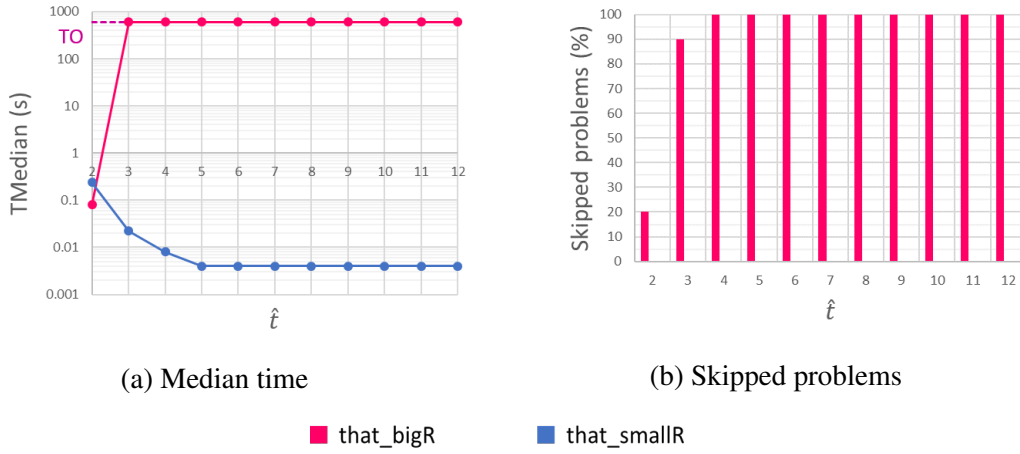 TMedian (s)
1000
TO
100
10
1
0.1
0.01
0.001
2 3 4 5 6 7 8 9 10 11 12
t̂
(a) Median time
Skipped problems (%)
100
90
80
70
60
50
40
30
20
10
0
2 3 4 5 6 7 8 9 10 11 12
t̂
(b) Skipped problems
that_bigR that_smallR